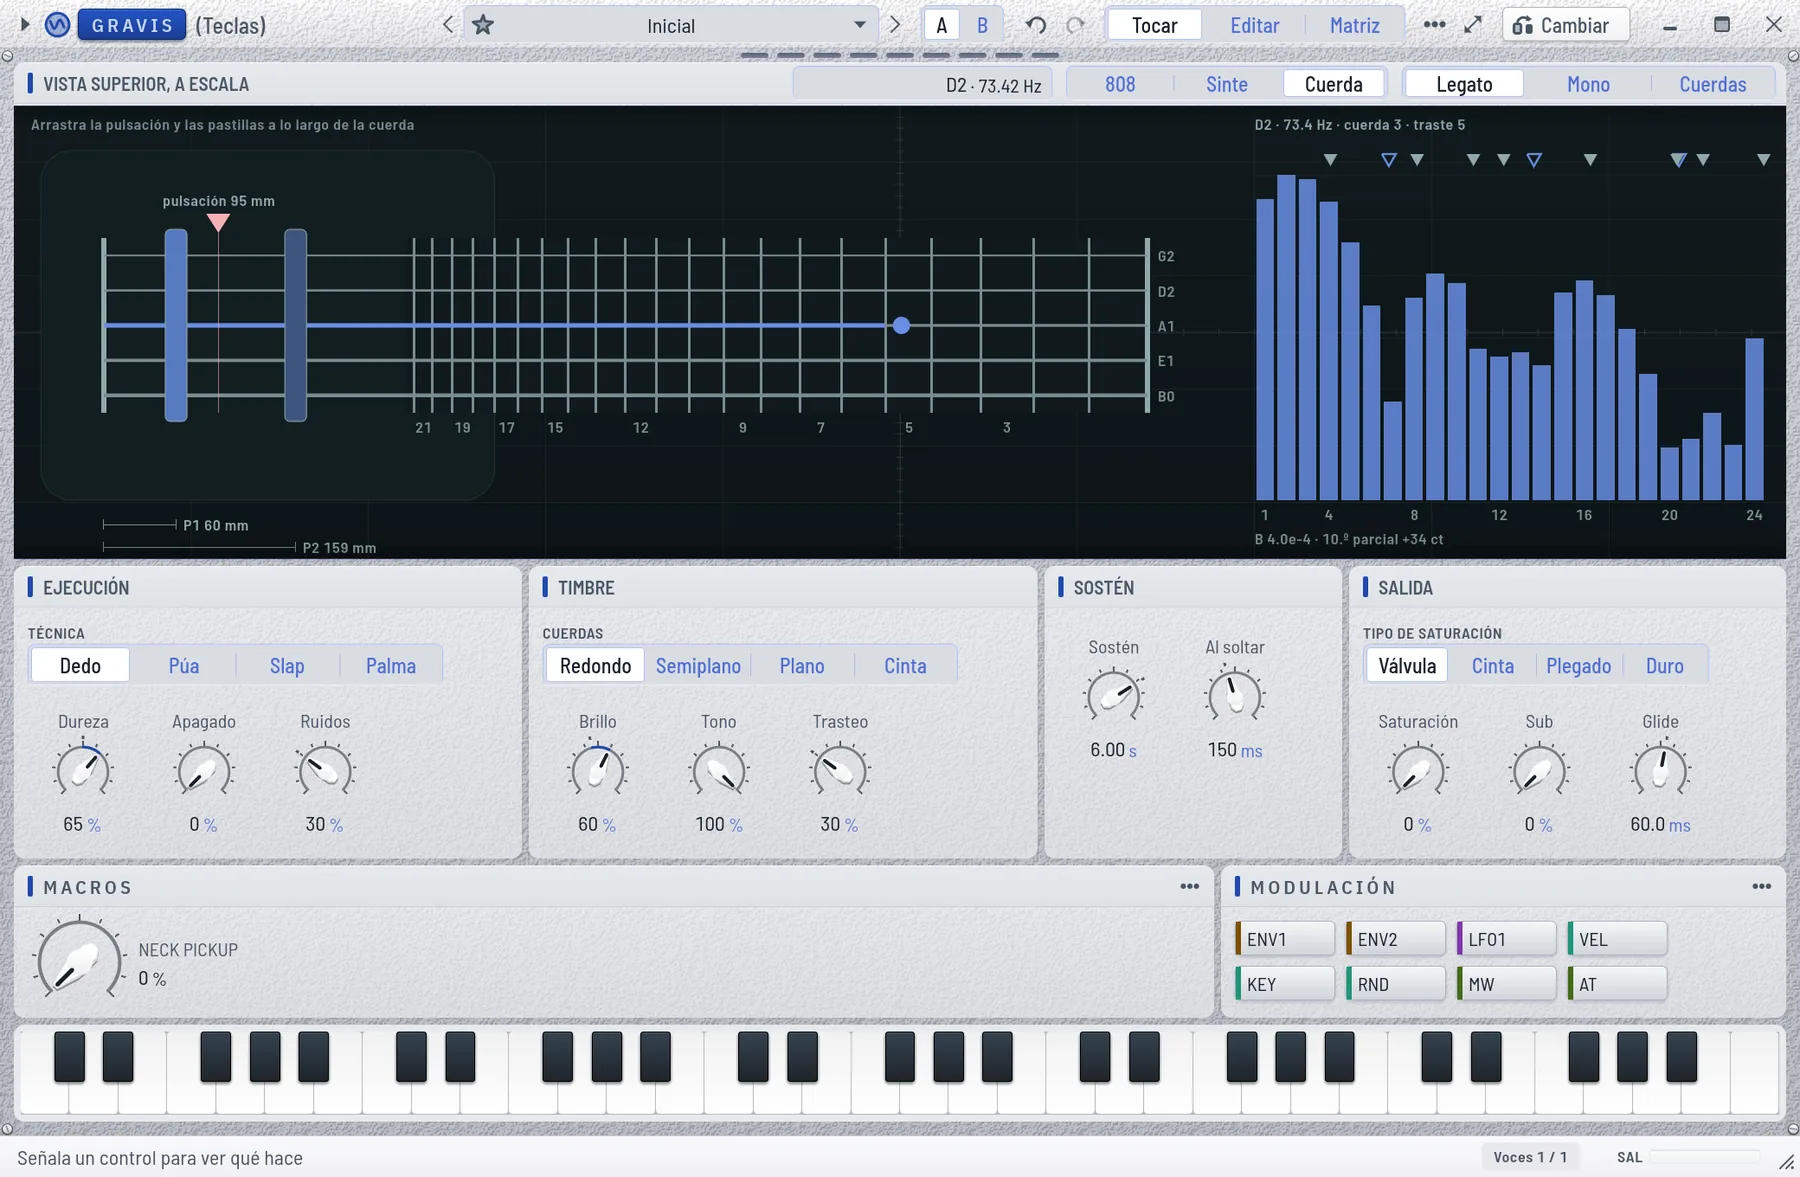 GRAVIS (Teclas) Inicial A B Tocar Editar Matriz Cambiar
VISTA SUPERIOR, A ESCALA D2 · 73.42 Hz 808 Sinte Cuerda Legato Mono Cuerdas
Arrastra la pulsación y las pastillas a lo largo de la cuerda
D2 · 73.4 Hz · cuerda 3 · traste 5
pulsación 95 mm
G2
D2
A1
E1
B0
21 19 17 15 12 9 7 5 3
P1 60 mm
P2 159 mm
1 4 8 12 16 20 24
B 4.0e-4 · 10.º parcial +34 ct
EJECUCIÓN
TÉCNICA
Dedo Púa Slap Palma
Dureza Apagado Ruidos
65 % 0 % 30 %
TIMBRE
CUERDAS
Redondo Semiplano Plano Cinta
Brillo Tono Trasteo
60 % 100 % 30 %
SOSTÉN
Sostén Al soltar
6.00 s 150 ms
SALIDA
TIPO DE SATURACIÓN
Válvula Cinta Plegado Duro
Saturación Sub Glide
0 % 0 % 60.0 ms
MACROS
NECK PICKUP
0 %
MODULACIÓN
ENV1 ENV2 LFO1 VEL
KEY RND MW AT
Señala un control para ver qué hace Voces 1 / 1 SAL